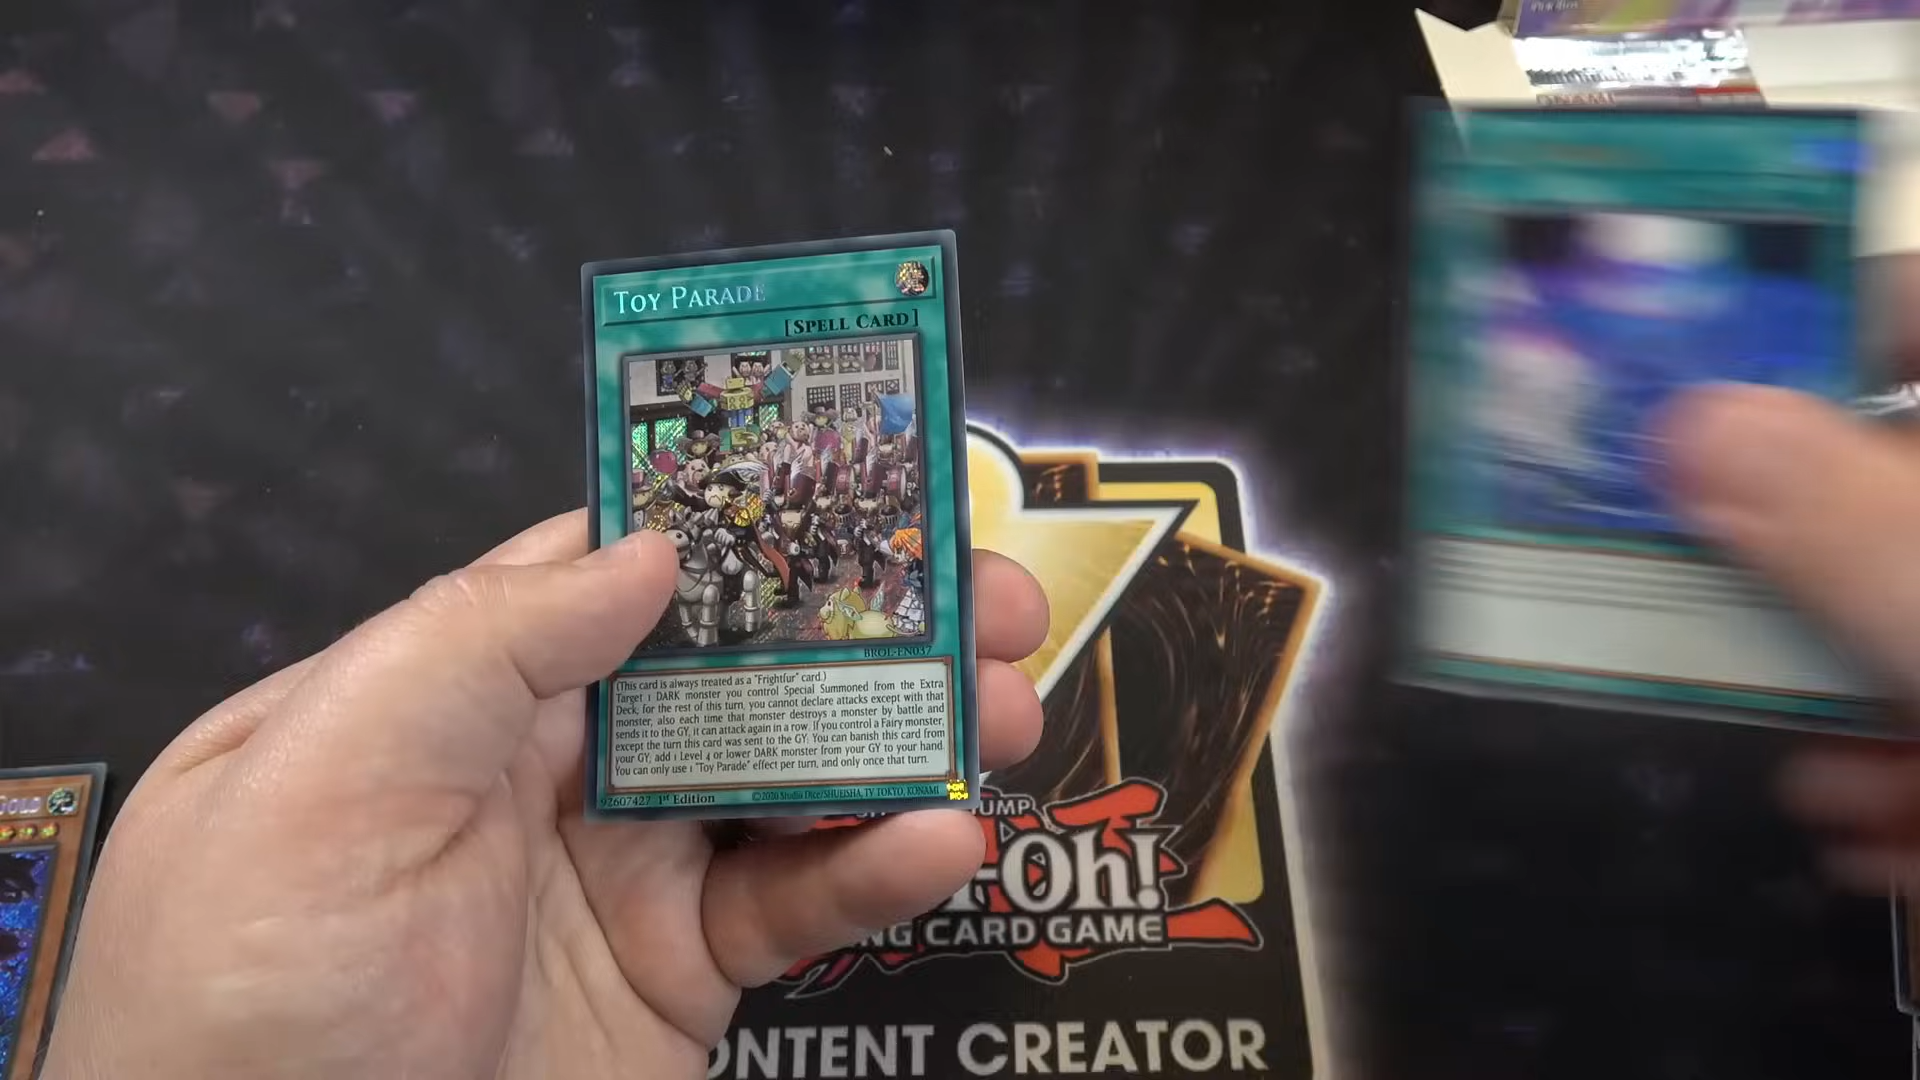 TOY PARADE
[SPELL CARD]
BROL-EN037
(This card is always treated as a "Frightfur" card.)
Target 1 DARK monster you control Special Summoned from the Extra
Deck; for the rest of this turn, you cannot declare attacks except with that
monster, also each time that monster destroys a monster by battle and
sends it to the GY, it can attack again in a row. If you control a Fairy monster,
except the turn this card was sent to the GY: You can banish this card from
your GY; add 1 Level 4 or lower DARK monster from your GY to your hand.
You can only use 1 "Toy Parade" effect per turn, and only once that turn.
92607427 1st Edition ©2020 Studio Dice/SHUEISHA, TV TOKYO, KONAMI
GOLD
KONAMI
JUMP
-Oh!
NG CARD GAME
ONTENT CREATOR